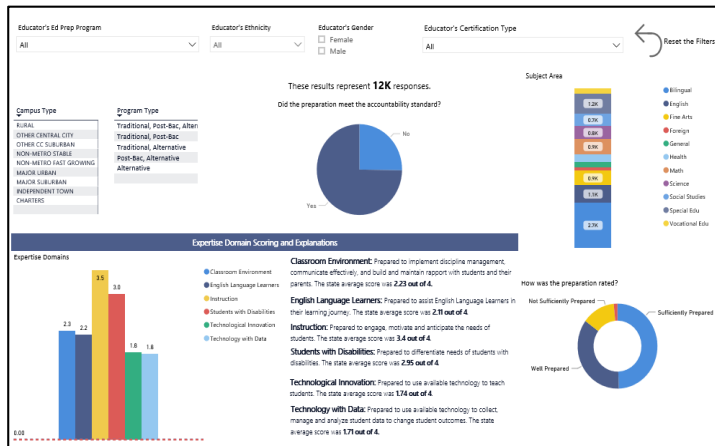 Educator's Ed Prep Program
All
Educator's Ethnicity
All
Educator's Gender
Female
Male
Educator's Certification Type
All
Reset the Filters
These results represent 12K responses.
Campus Type
RURAL
OTHER CENTRAL CITY
OTHER CC SUBURBAN
NON-METRO STABLE
NON-METRO FAST GROWING
MAJOR URBAN
MAJOR SUBURBAN
INDEPENDENT TOWN
CHARTERS
Program Type
Traditional, Post-Bac, Altern
Traditional, Post-Bac
Traditional, Alternative
Post-Bac, Alternative
Alternative
Did the preparation meet the accountability standard?
No
Yes
Subject Area
1.2K
0.7K
0.8K
0.9K
0.9K
1.1K
2.7K
Bilingual
English
Fine Arts
Foreign
General
Health
Math
Science
Social Studies
Special Edu
Vocational Edu
Expertise Domain Scoring and Explanations
Expertise Domains
2.3
2.2
3.5
3.0
1.8
1.8
0.00
Classroom Environment
English Language Learners
Instruction
Students with Disabilities
Technological Innovation
Technology with Data
Classroom Environment: Prepared to implement discipline management,
communicate effectively, and build and maintain rapport with students and their
parents. The state average score was 2.23 out of 4.
English Language Learners: Prepared to assist English Language Learners in
their learning journey. The state average score was 2.11 out of 4.
Instruction: Prepared to engage, motivate and anticipate the needs of
students. The state average score was 3.4 out of 4.
Students with Disabilities: Prepared to differentiate needs of students with
disabilities. The state average score was 2.95 out of 4.
Technological Innovation: Prepared to use available technology to teach
students. The state average score was 1.74 out of 4.
Technology with Data: Prepared to use available technology to collect,
manage and analyze student data to change student outcomes. The state
average score was 1.71 out of 4.
How was the preparation rated?
Not Sufficiently Prepared
Sufficiently Prepared
Well Prepared